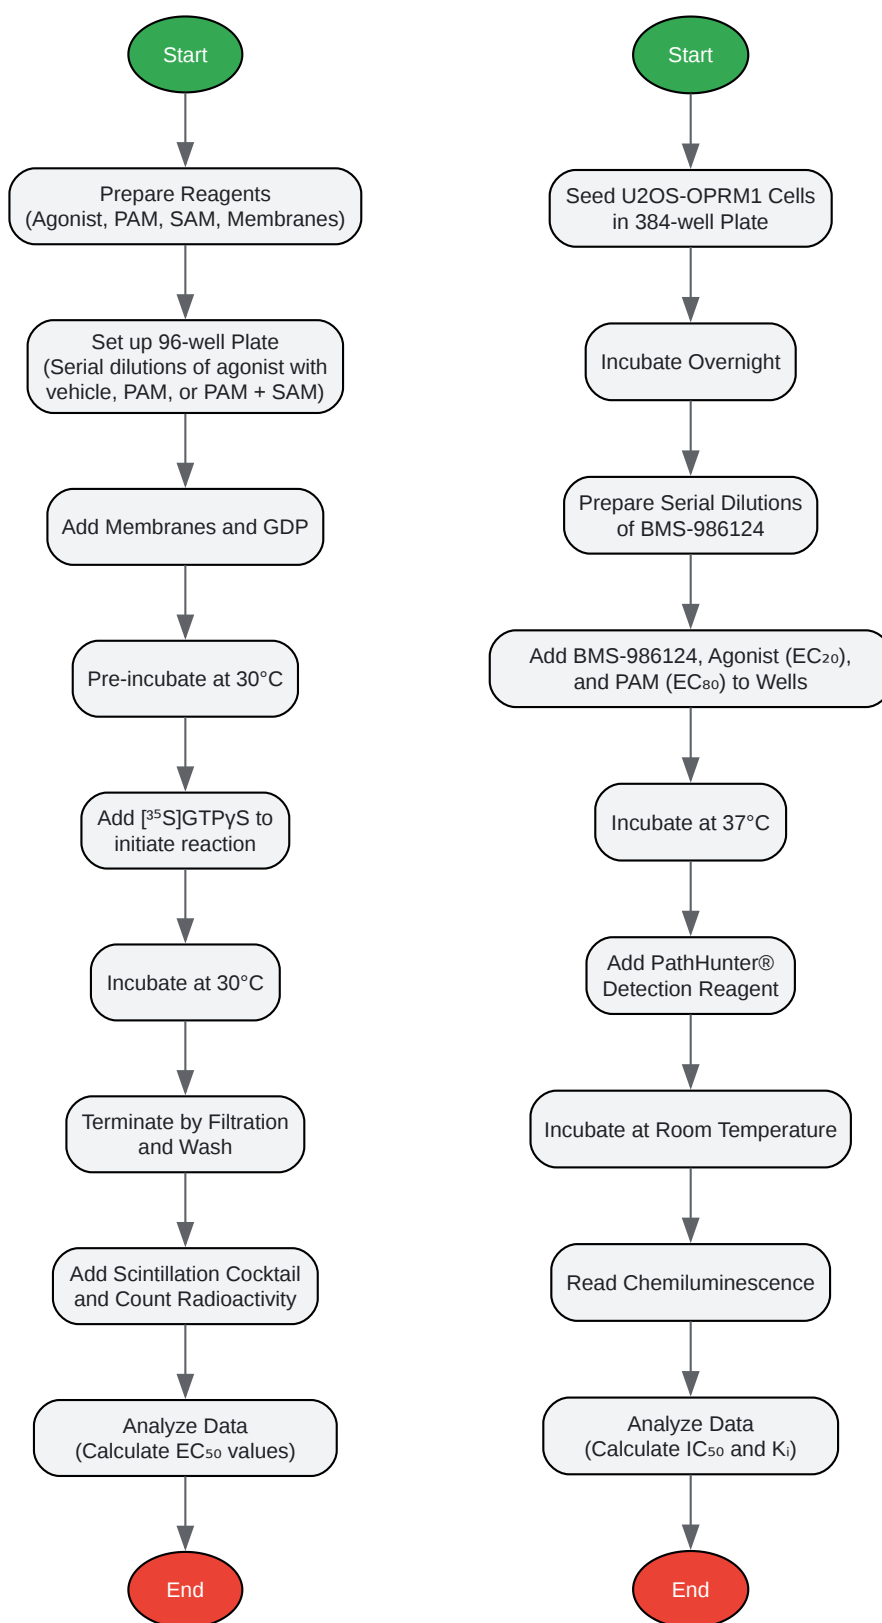 Start
Prepare Reagents
(Agonist, PAM, SAM, Membranes)
Set up 96-well Plate
(Serial dilutions of agonist with
vehicle, PAM, or PAM + SAM)
Add Membranes and GDP
Pre-incubate at 30°C
Add [³⁵S]GTPγS to
initiate reaction
Incubate at 30°C
Terminate by Filtration
and Wash
Add Scintillation Cocktail
and Count Radioactivity
Analyze Data
(Calculate EC₅₀ values)
End
Start
Seed U2OS-OPRM1 Cells
in 384-well Plate
Incubate Overnight
Prepare Serial Dilutions
of BMS-986124
Add BMS-986124, Agonist (EC₂₀),
and PAM (EC₈₀) to Wells
Incubate at 37°C
Add PathHunter®
Detection Reagent
Incubate at Room Temperature
Read Chemiluminescence
Analyze Data
(Calculate IC₅₀ and Kᵢ)
End